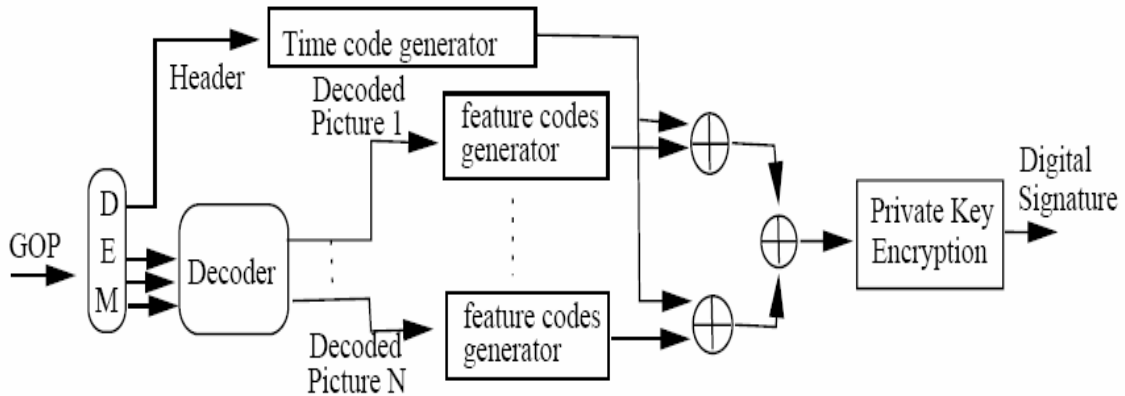 Time code generator
Header
Decoded
Picture 1
feature codes
generator
GOP
D
E
M
Decoder
Decoded
Picture N
feature codes
generator
Private Key
Encryption
Digital
Signature